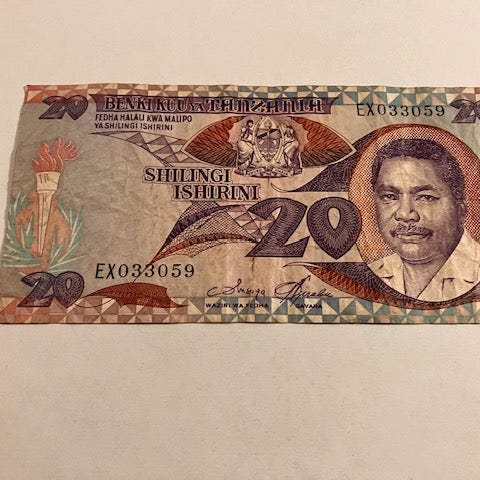 20 BENKI KUU YA TANZANIA 20
EX033059
FEDHA HALALI KWA MALIPO
YA SHILINGI ISHIRINI
SHILINGI
ISHIRINI
20
EX033059
20
WAZIRI WA FEDHA GAVANA